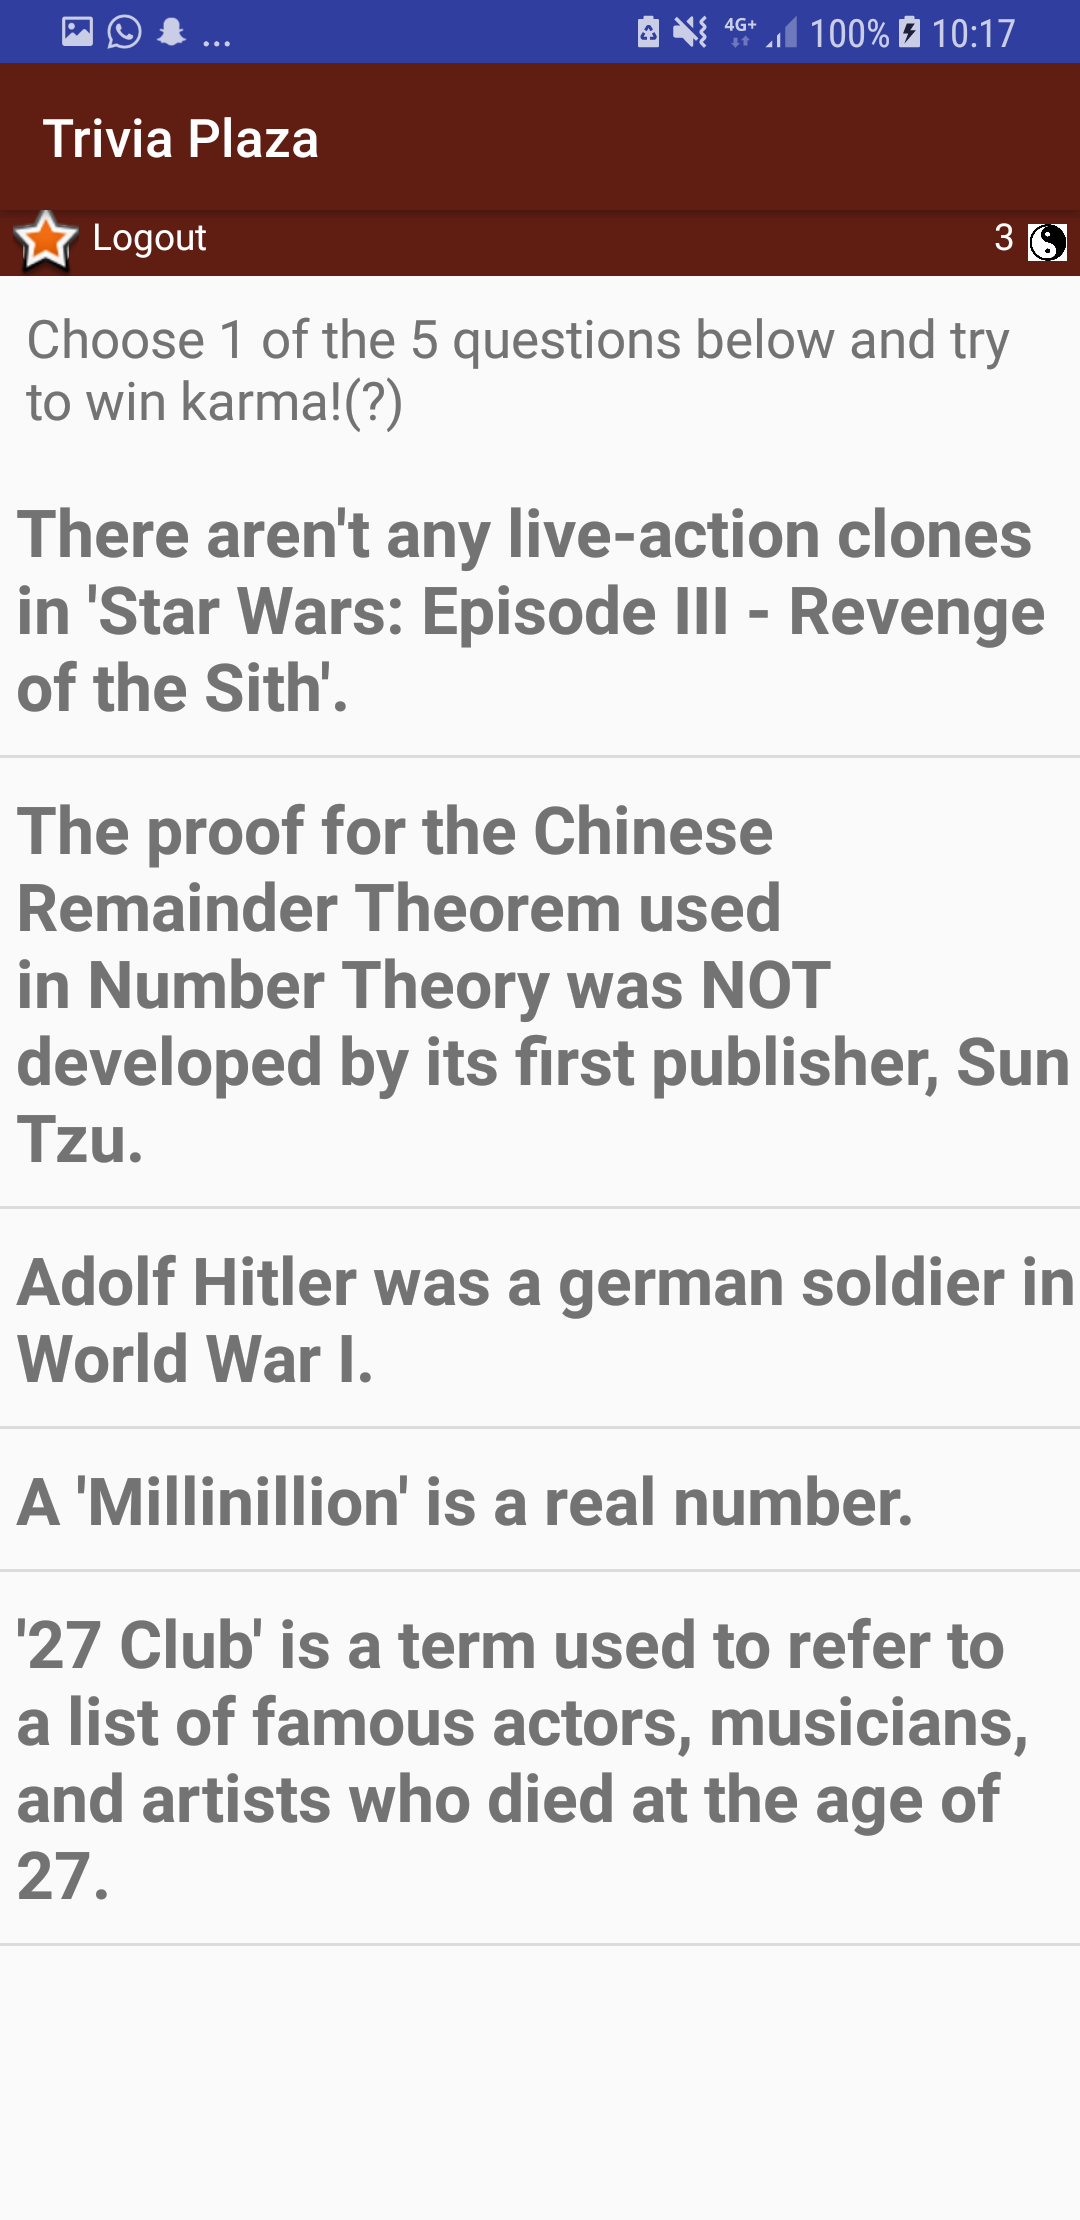 ... 4G+ 100% 10:17
Trivia Plaza
Logout 3
Choose 1 of the 5 questions below and try
to win karma!(?)
There aren't any live-action clones
in 'Star Wars: Episode III - Revenge
of the Sith'.
The proof for the Chinese
Remainder Theorem used
in Number Theory was NOT
developed by its first publisher, Sun
Tzu.
Adolf Hitler was a german soldier in
World War I.
A 'Millinillion' is a real number.
'27 Club' is a term used to refer to
a list of famous actors, musicians,
and artists who died at the age of
27.